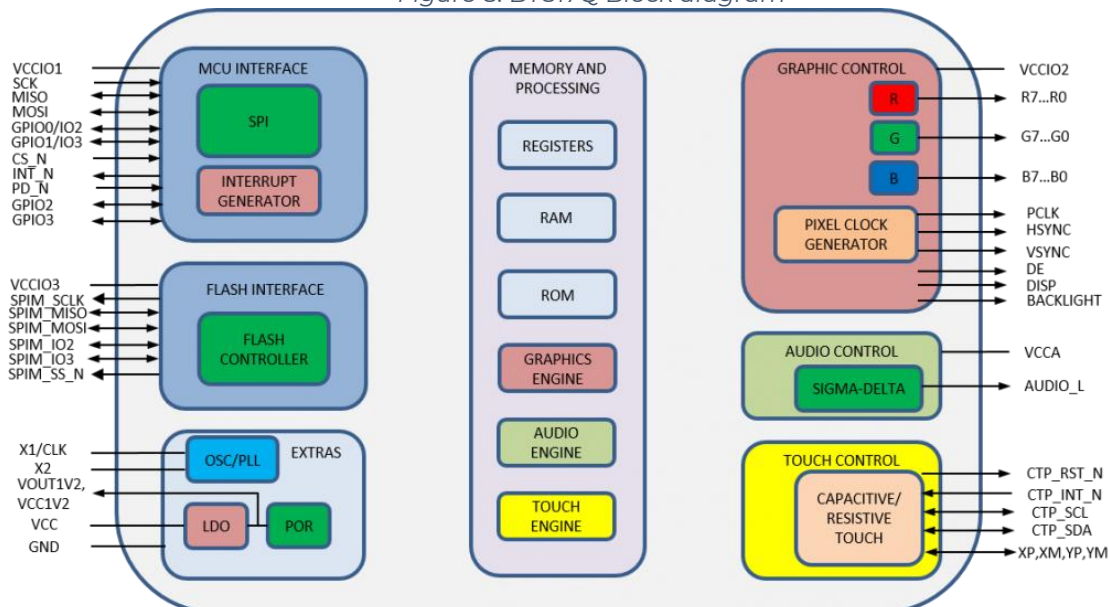 Figure Block diagram
VCCIO1
SCK
MISO
MOSI
GPIO0/IO2
GPIO1/IO3
CS_N
INT_N
PD_N
GPIO2
GPIO3
MCU INTERFACE
SPI
INTERRUPT
GENERATOR
VCCIO3
SPIM_SCLK
SPIM_MISO
SPIM_MOSI
SPIM_IO2
SPIM_IO3
SPIM_SS_N
FLASH INTERFACE
FLASH
CONTROLLER
X1/CLK
X2
VOUT1V2,
VCC1V2
VCC
GND
OSC/PLL
EXTRAS
LDO
POR
MEMORY AND
PROCESSING
REGISTERS
RAM
ROM
GRAPHICS
ENGINE
AUDIO
ENGINE
TOUCH
ENGINE
GRAPHIC CONTROL
R
G
B
PIXEL CLOCK
GENERATOR
VCCIO2
R7...R0
G7...G0
B7...B0
PCLK
HSYNC
VSYNC
DE
DISP
BACKLIGHT
AUDIO CONTROL
SIGMA-DELTA
VCCA
AUDIO_L
TOUCH CONTROL
CAPACITIVE/
RESISTIVE
TOUCH
CTP_RST_N
CTP_INT_N
CTP_SCL
CTP_SDA
XP,XM,YP,YM